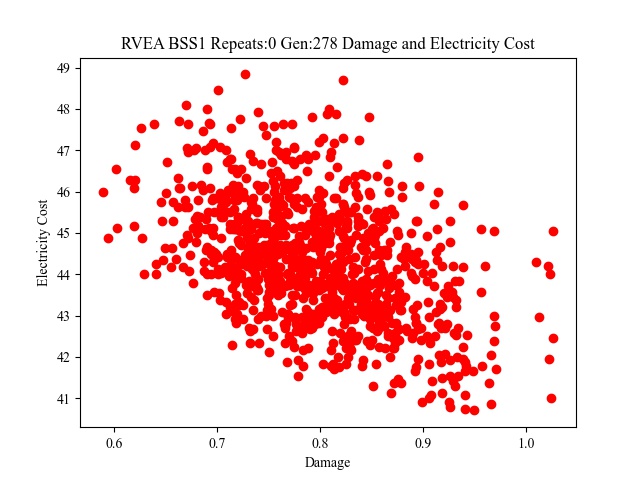 RVEA BSS1 Repeats:0 Gen:278 Damage and Electricity Cost
49
48
47
46
45
44
43
42
41
Electricity Cost
0.6 0.7 0.8 0.9 1.0
Damage